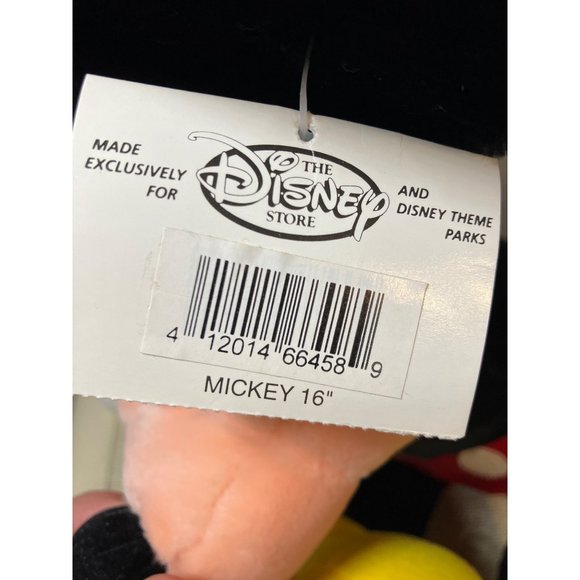 MADE
EXCLUSIVELY
FOR
THE
DISNEY
STORE
AND
DISNEY THEME
PARKS
4 12014 66458 9
MICKEY 16"